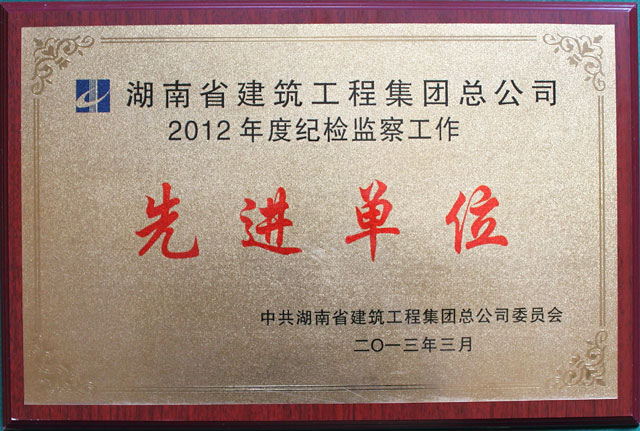 湖南省建筑工程集团总公司
2012年度纪检监察工作
先进单位
中共湖南省建筑工程集团总公司委员会
二〇一三年三月